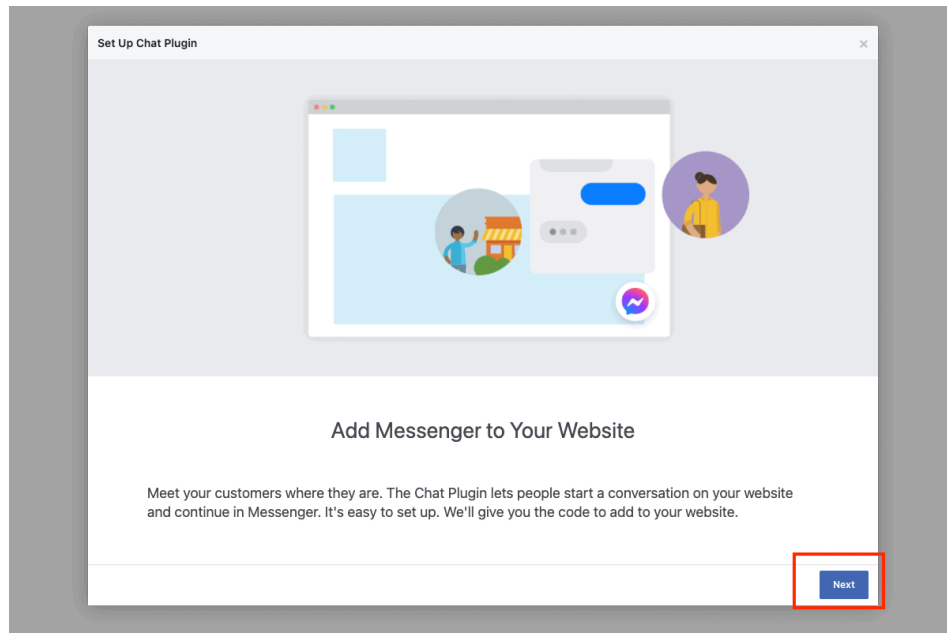 Set Up Chat Plugin
Add Messenger to Your Website
Meet your customers where they are. The Chat Plugin lets people start a conversation on your website
and continue in Messenger. It's easy to set up. We'll give you the code to add to your website.
Next